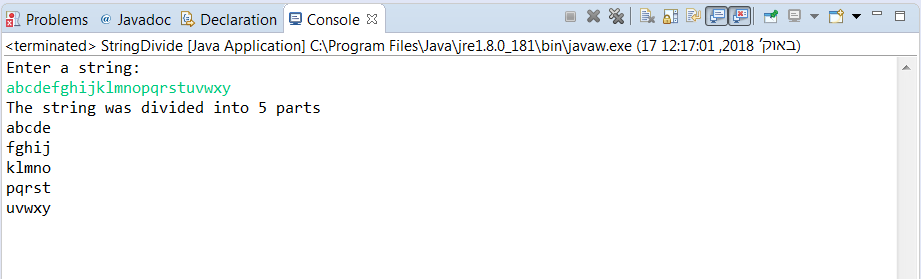 Problems @ Javadoc Declaration Console
<terminated> StringDivide [Java Application] C:\Program Files\Java\jre1.8.0_181\bin\javaw.exe (17 באוק׳ 2018, 12:17:01)
Enter a string:
abcdefghijklmnopqrstuvwxy
The string was divided into 5 parts
abcde
fghij
klmno
pqrst
uvwxy